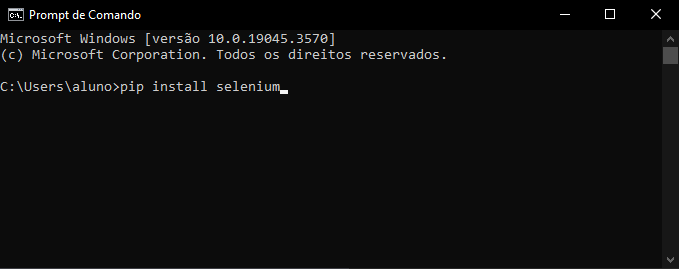 Prompt de Comando
Microsoft Windows [versão 10.0.19045.3570]
(c) Microsoft Corporation. Todos os direitos reservados.
C:\Users\aluno>pip install selenium